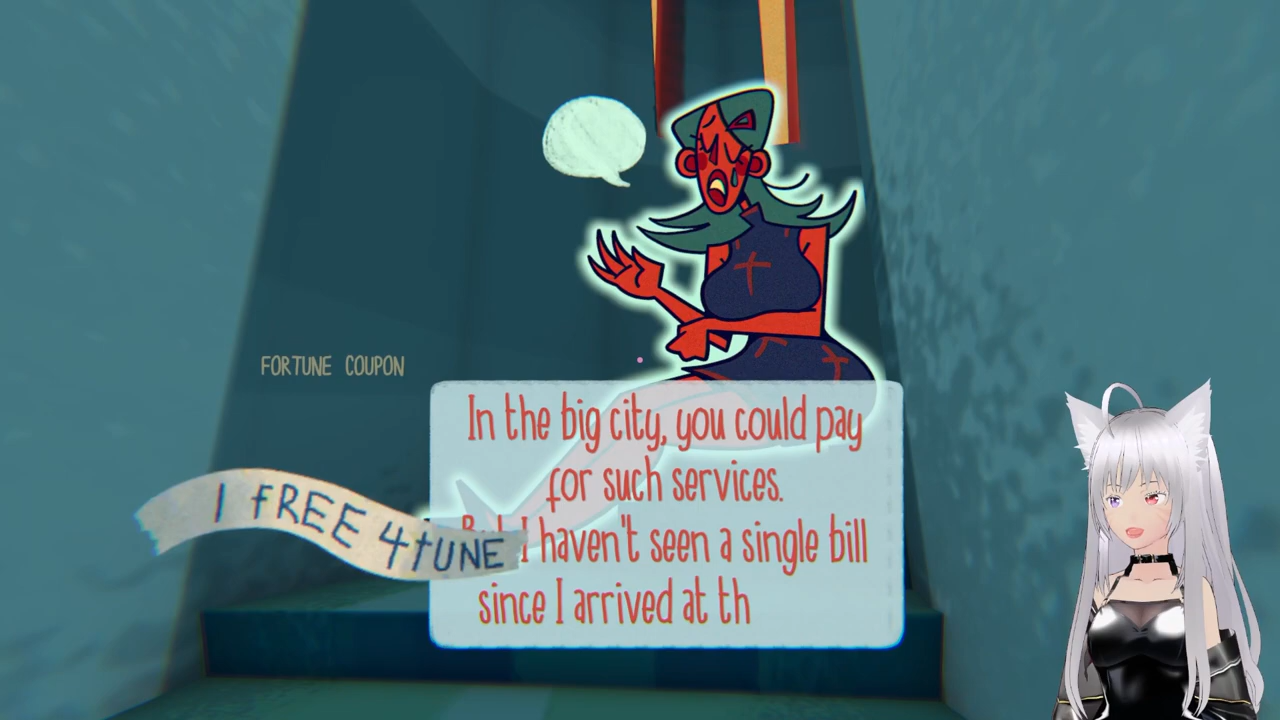 FORTUNE COUPON
In the big city, you could pay
for such services.
I haven't seen a single bill
since I arrived at th
1 fREE 4tUNE